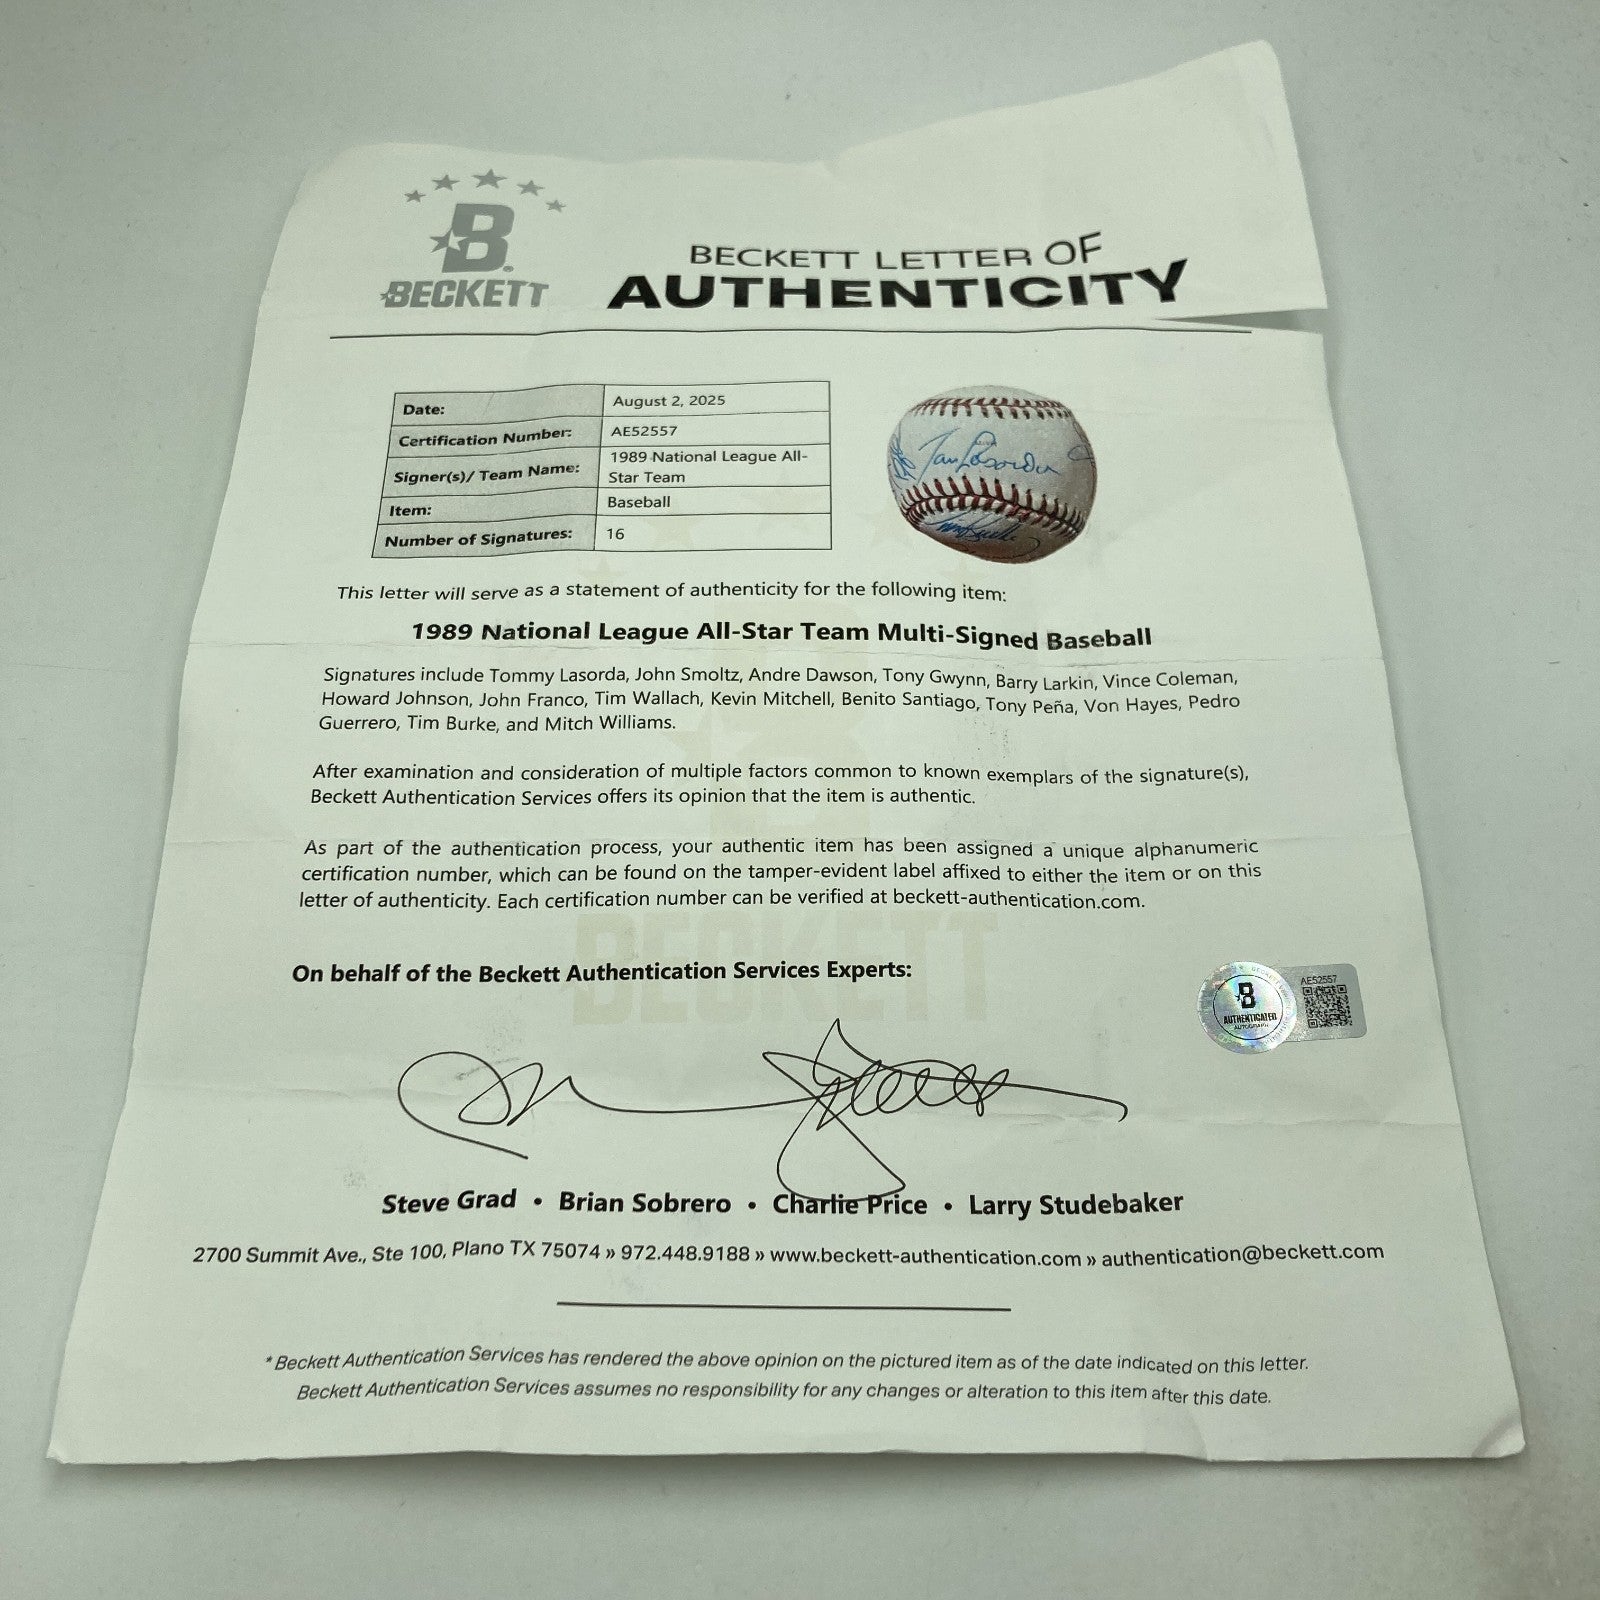 B
BECKETT
BECKETT LETTER OF
AUTHENTICITY
Date: August 2, 2025
Certification Number: AE52557
Signer(s)/ Team Name: 1989 National League All-
Star Team
Item: Baseball
Number of Signatures: 16
Tom Lasorda
This letter will serve as a statement of authenticity for the following item:
1989 National League All-Star Team Multi-Signed Baseball
Signatures include Tommy Lasorda, John Smoltz, Andre Dawson, Tony Gwynn, Barry Larkin, Vince Coleman,
Howard Johnson, John Franco, Tim Wallach, Kevin Mitchell, Benito Santiago, Tony Peña, Von Hayes, Pedro
Guerrero, Tim Burke, and Mitch Williams.
After examination and consideration of multiple factors common to known exemplars of the signature(s),
Beckett Authentication Services offers its opinion that the item is authentic.
As part of the authentication process, your authentic item has been assigned a unique alphanumeric
certification number, which can be found on the tamper-evident label affixed to either the item or on this
letter of authenticity. Each certification number can be verified at beckett-authentication.com.
BECKETT
On behalf of the Beckett Authentication Services Experts:
AE52557
B
AUTHENTICATED
AUTOGRAPH
Steve Grad • Brian Sobrero • Charlie Price • Larry Studebaker
2700 Summit Ave., Ste 100, Plano TX 75074 » 972.448.9188 » www.beckett-authentication.com » authentication@beckett.com
* Beckett Authentication Services has rendered the above opinion on the pictured item as of the date indicated on this letter.
Beckett Authentication Services assumes no responsibility for any changes or alteration to this item after this date.